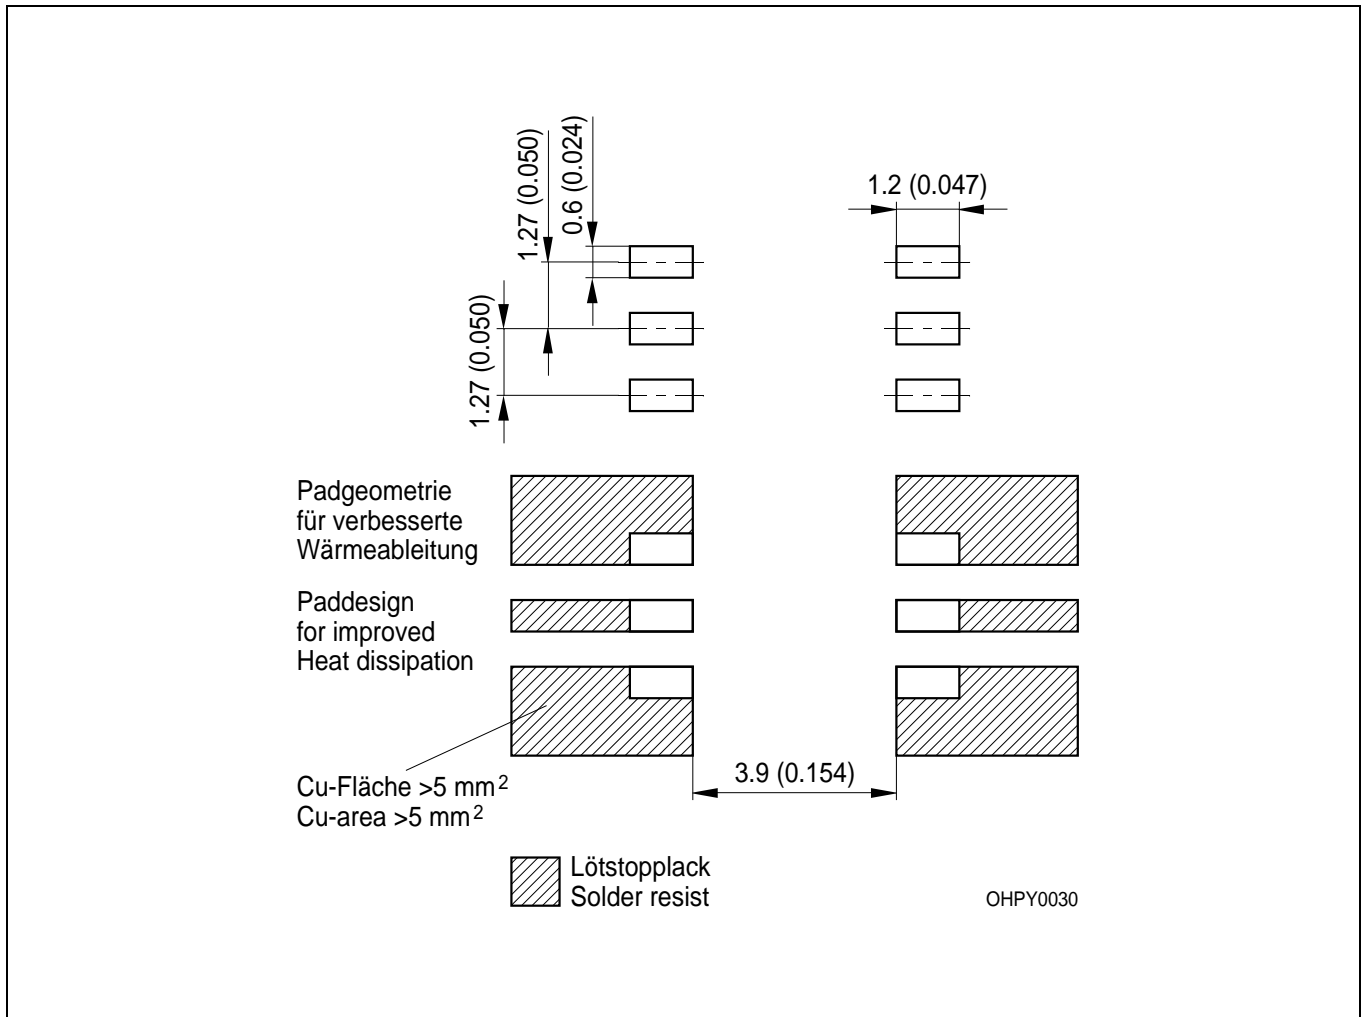 1.27 (0.050)
0.6 (0.024)
1.2 (0.047)
1.27 (0.050)
Padgeometrie
für verbesserte
Wärmeableitung
Paddesign
for improved
Heat dissipation
3.9 (0.154)
Cu-Fläche >5 mm²
Cu-area >5 mm²
Lötstopplack
Solder resist
OHPY0030